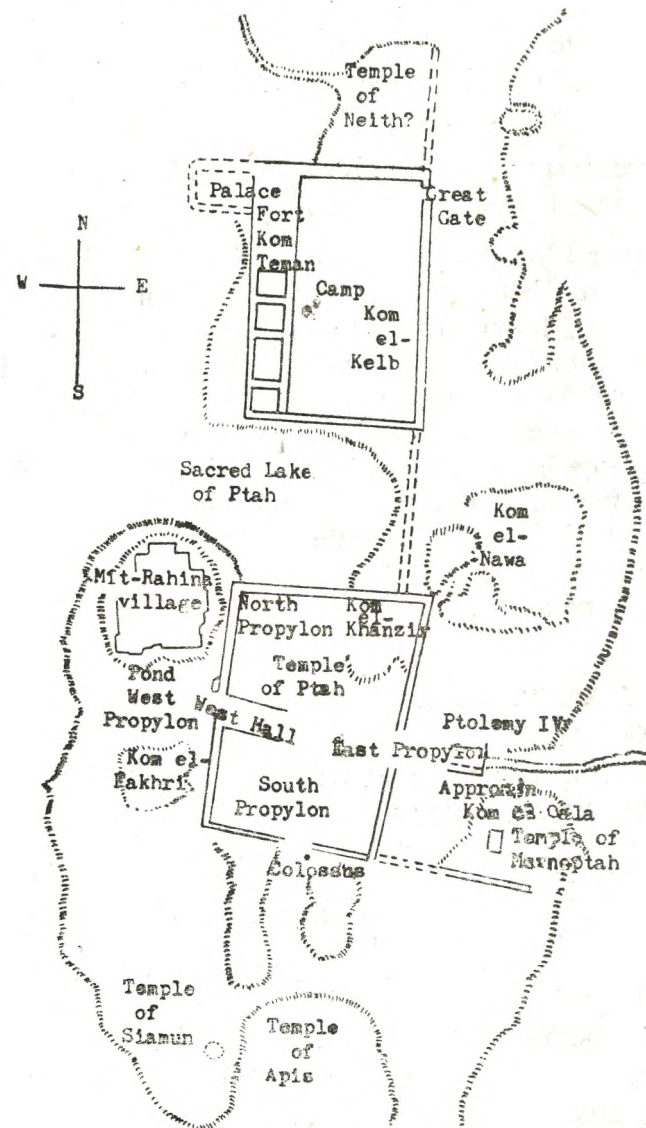 Temple
of
Neith?
Palace
Great
Gate
Fort
Kom
Teman
N
W
E
S
Camp
Kom
el-
Kelb
Sacred Lake
of Ptah
Kom
el-
Nawa
Mit-Rahina
village
North
Propylon
Kom
el-
Khanzir
Temple
of Ptah
Pond
West
Propylon
West Hall
Ptolemy IV
East Propylon
Kom el-
Fakhri
South
Propylon
Approach
Kom el Qala
Temple of
Merneptah
Colossus
Temple
of
Siamun
Temple
of
Apis